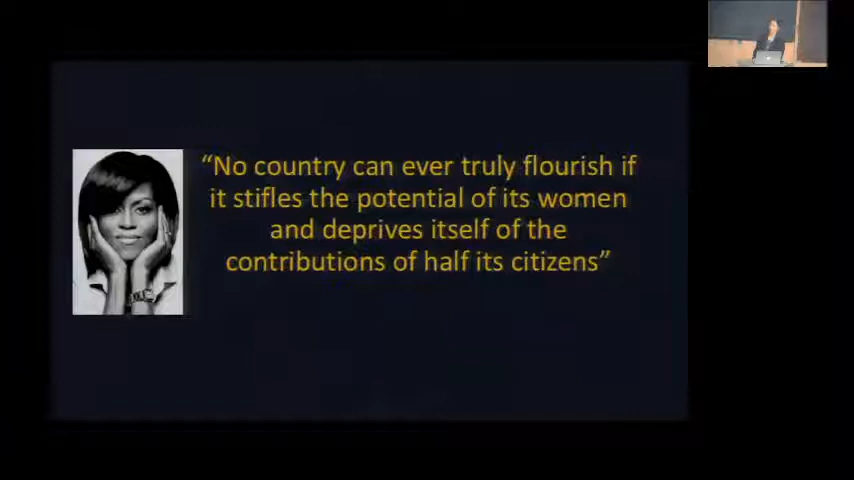 “No country can ever truly flourish if
it stifles the potential of its women
and deprives itself of the
contributions of half its citizens”